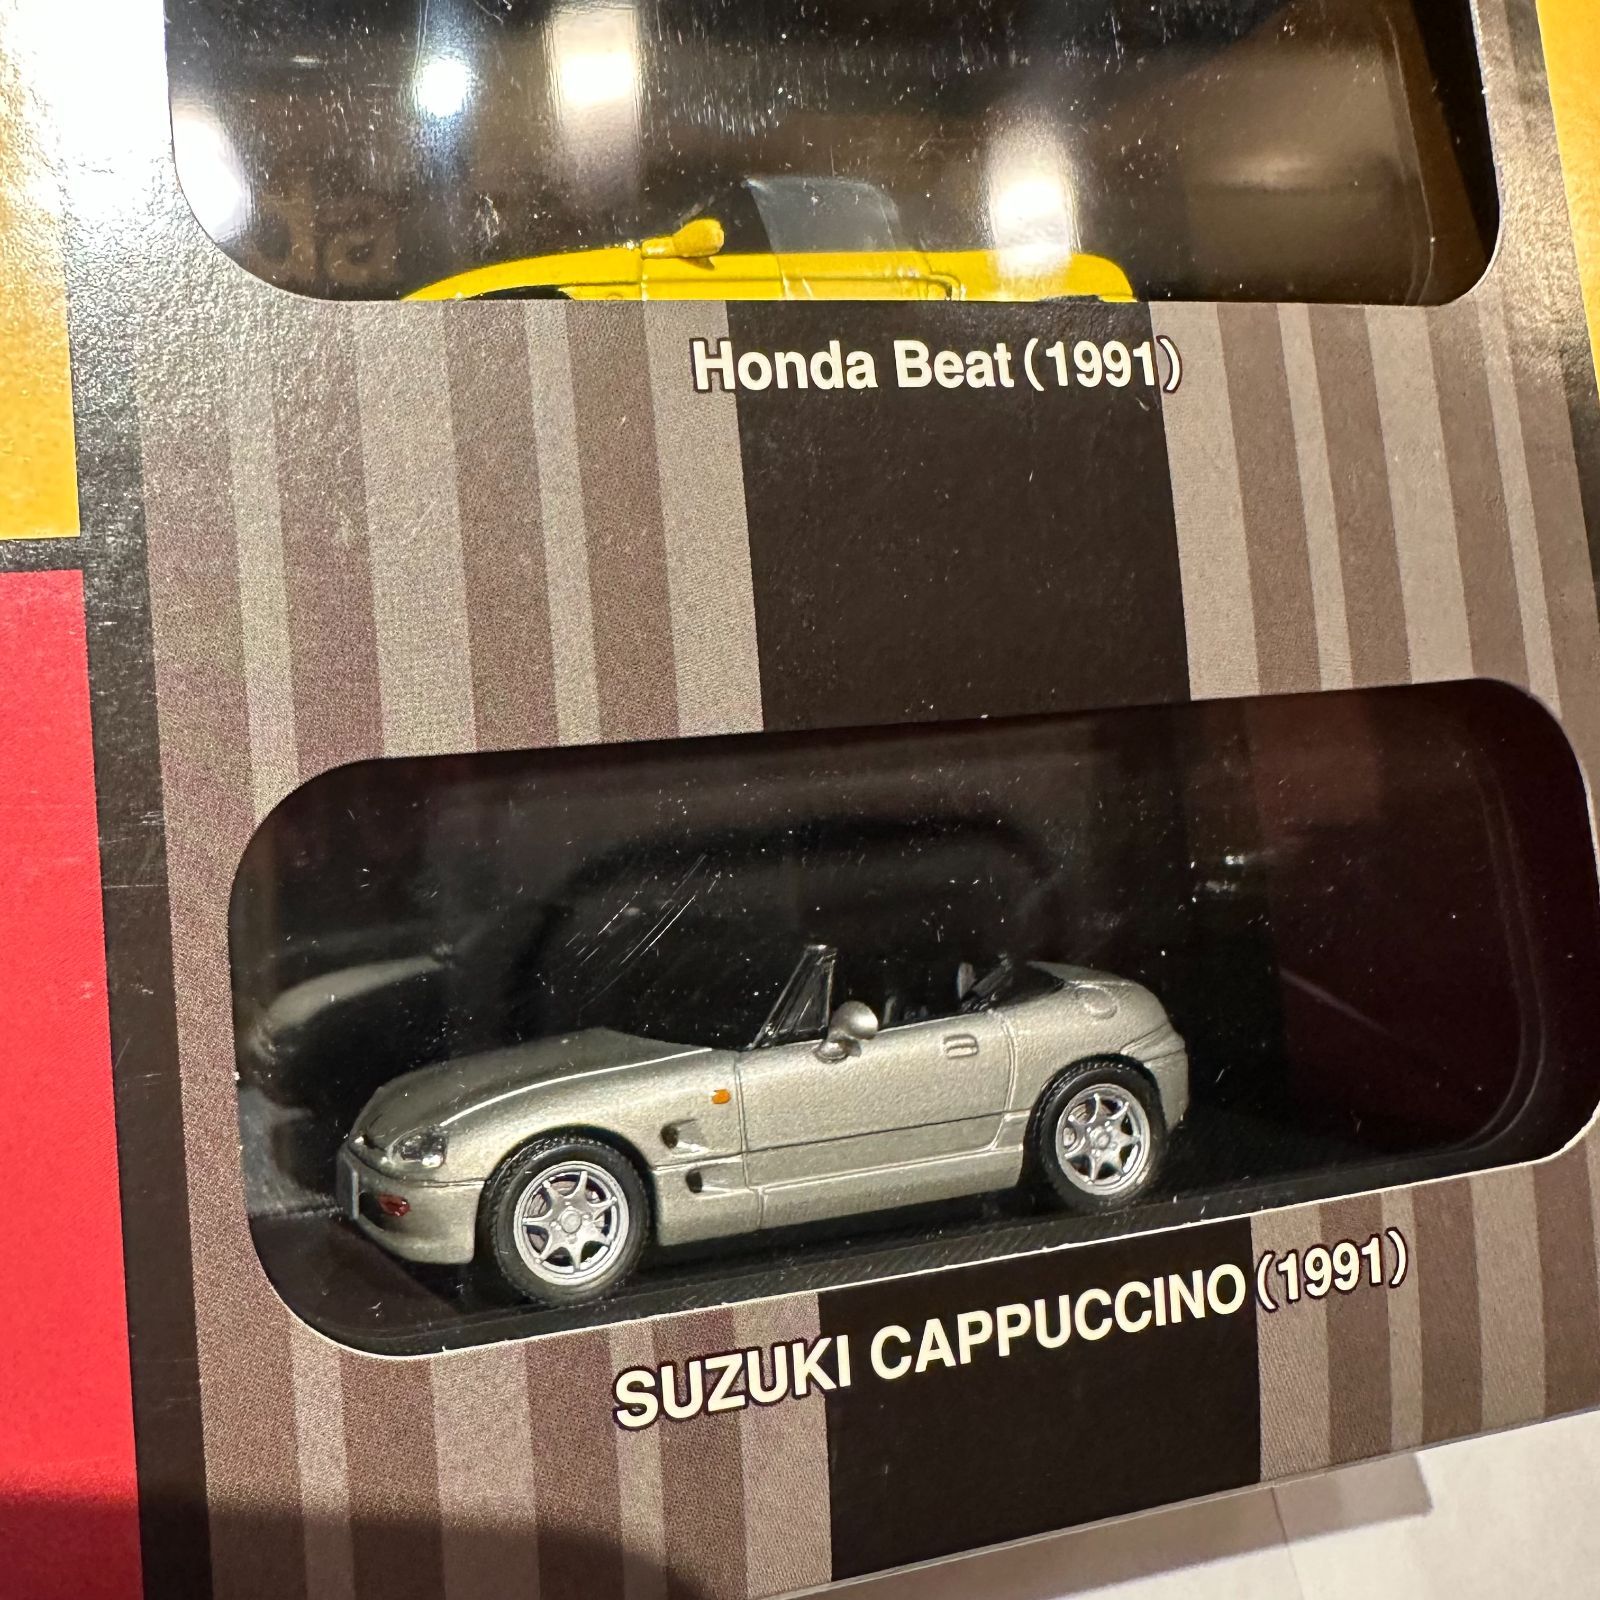 Honda Beat（1991）
SUZUKI CAPPUCCINO（1991）